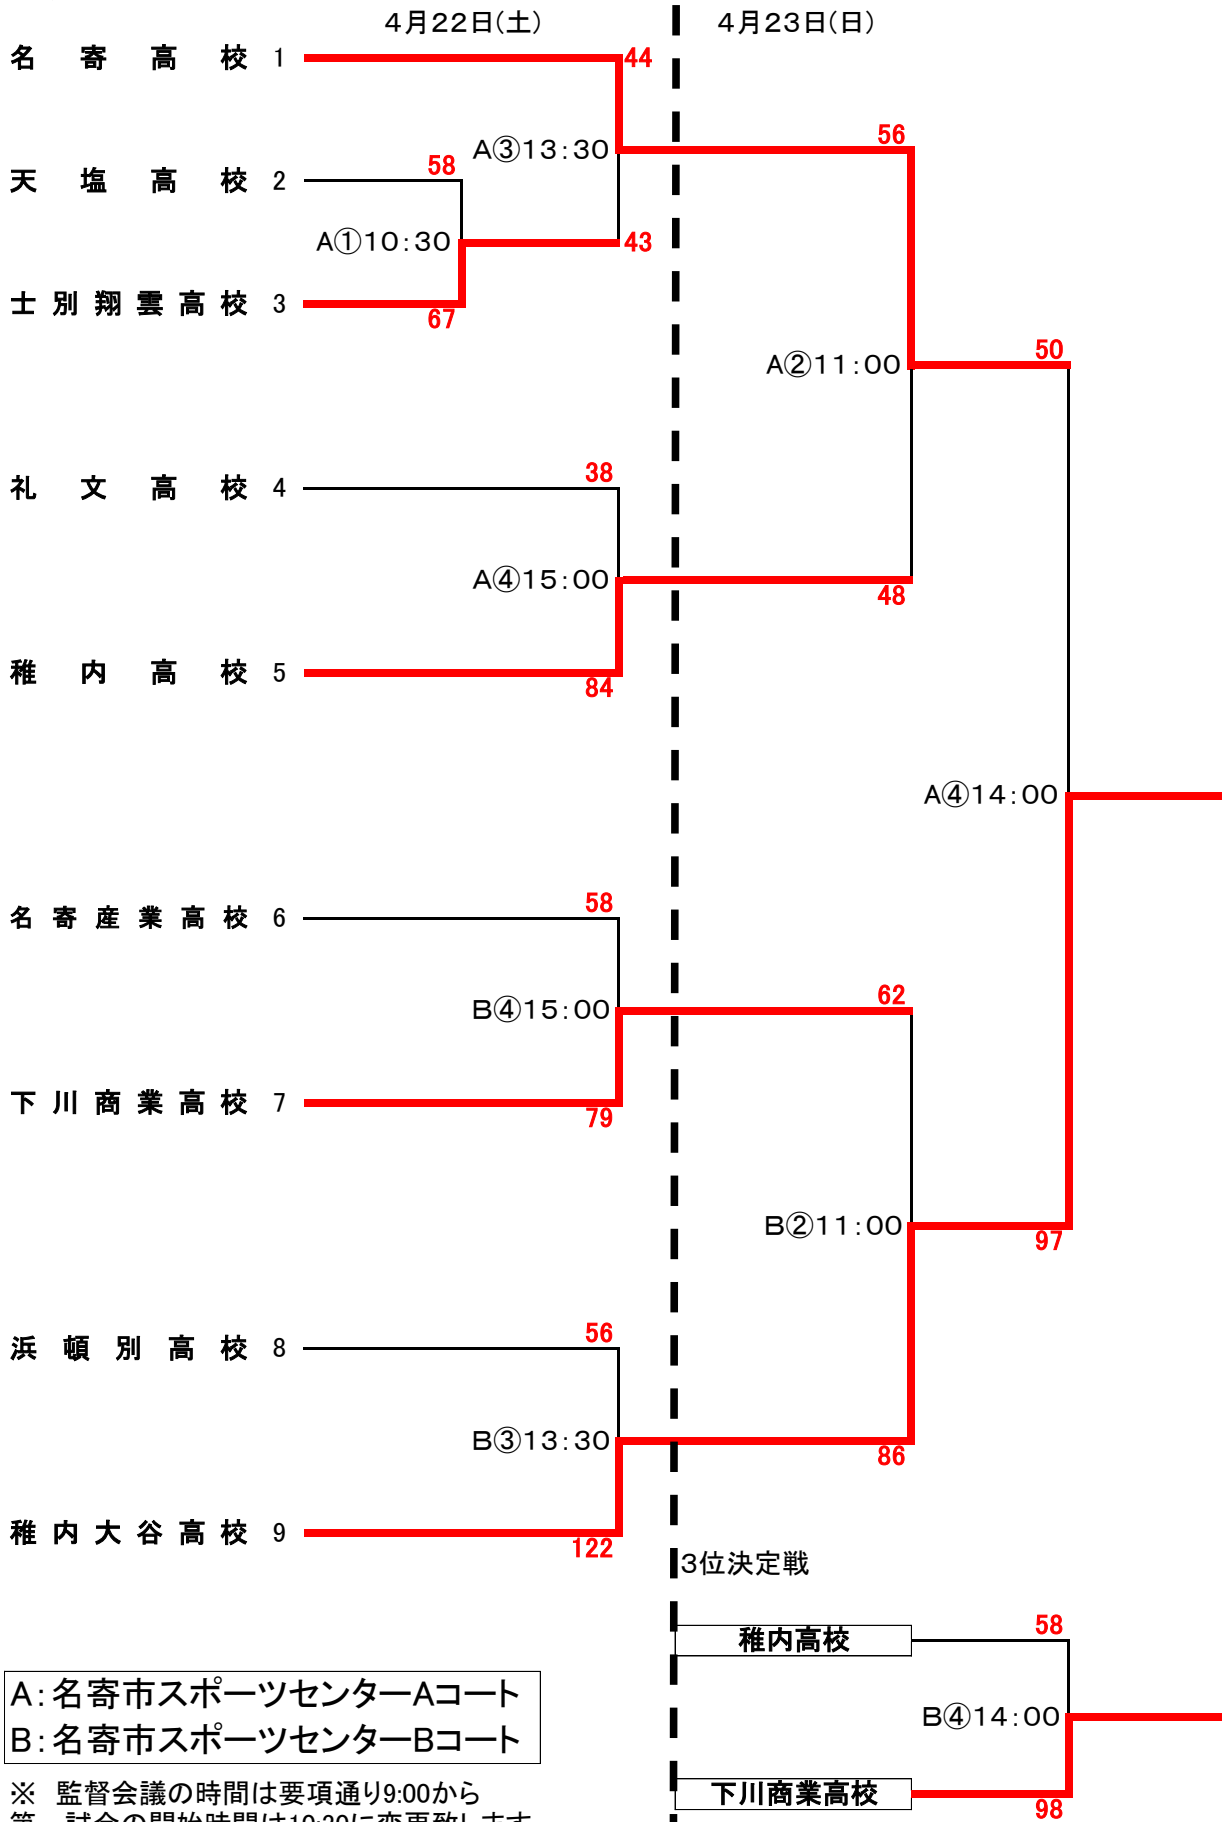 4月22日(土) 4月23日(日)
名寄高校 1
44
56
A③13:30
58
天塩高校 2
A①10:30
43
士別翔雲高校 3
67
50
A②11:00
38
礼文高校 4
A④15:00
48
稚内高校 5
84
A④14:00
58
名寄産業高校 6
62
B④15:00
下川商業高校 7
79
B②11:00
97
56
浜頓別高校 8
B③13:30
86
稚内大谷高校 9
122
3位決定戦
稚内高校
58
B④14:00
下川商業高校
98
A:名寄市スポーツセンターAコート
B:名寄市スポーツセンターBコート
※ 監督会議の時間は要項通り9:00から